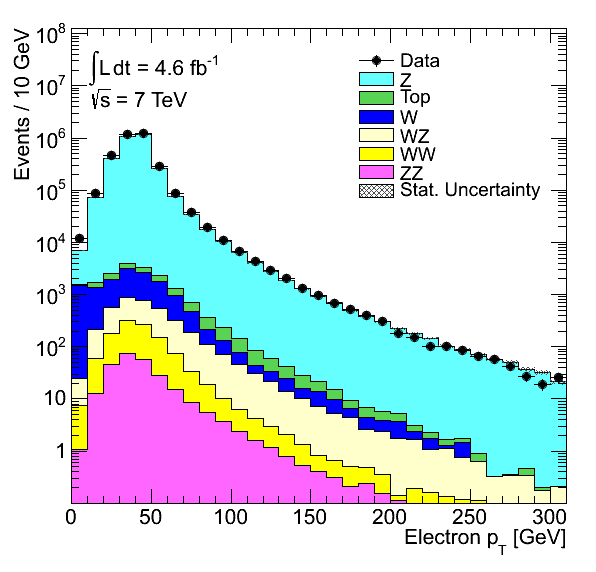 Events / 10 GeV
10⁸
10⁷
10⁶
10⁵
10⁴
10³
10²
10
1
∫L dt = 4.6 fb⁻¹
√s = 7 TeV
Data
Z
Top
W
WZ
WW
ZZ
Stat. Uncertainty
0 50 100 150 200 250 300
Electron p_T [GeV]